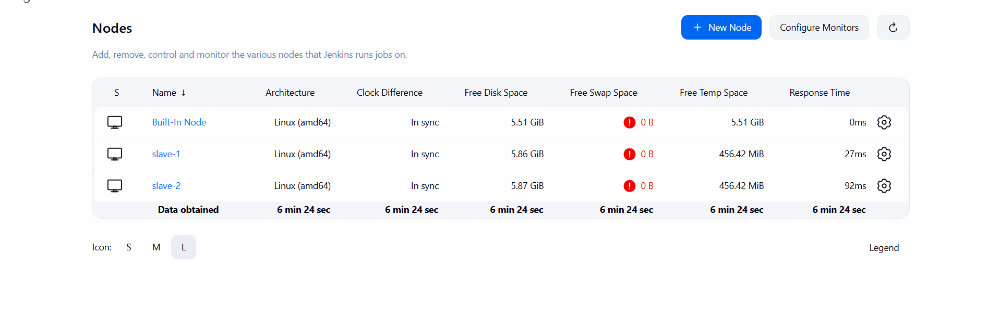 Nodes
+ New Node
Configure Monitors
Add, remove, control and monitor the various nodes that Jenkins runs jobs on.
S Name ↓ Architecture Clock Difference Free Disk Space Free Swap Space Free Temp Space Response Time
Built-In Node Linux (amd64) In sync 5.51 GiB ! 0 B 5.51 GiB 0ms
slave-1 Linux (amd64) In sync 5.86 GiB ! 0 B 456.42 MiB 27ms
slave-2 Linux (amd64) In sync 5.87 GiB ! 0 B 456.42 MiB 92ms
Data obtained 6 min 24 sec 6 min 24 sec 6 min 24 sec 6 min 24 sec 6 min 24 sec 6 min 24 sec
Icon: S M L
Legend